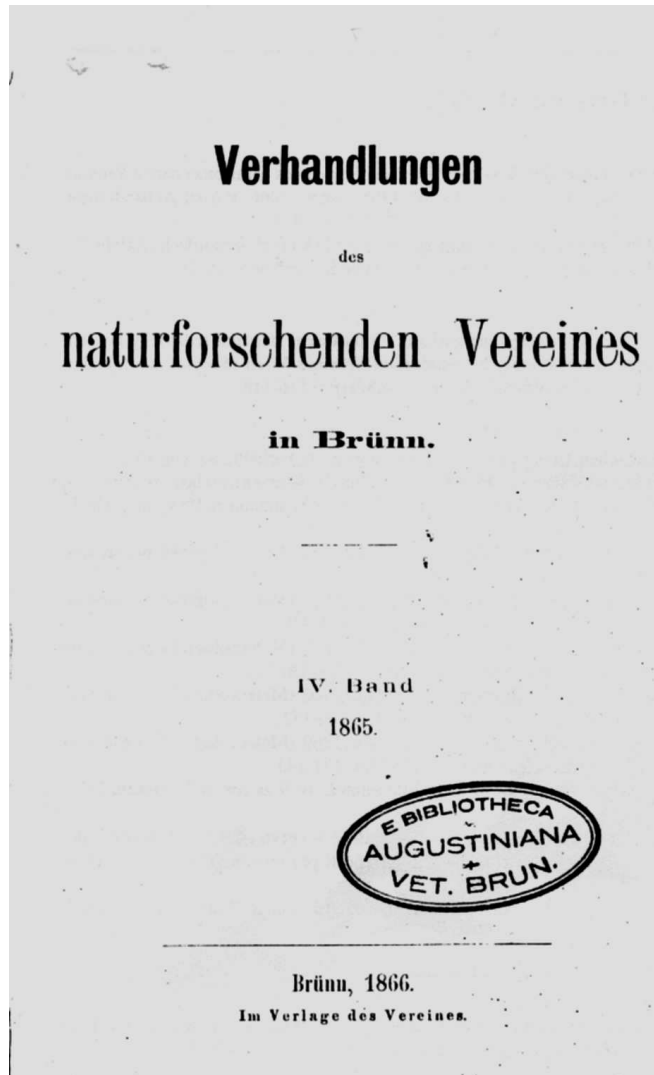 Verhandlungen
des
naturforschenden Vereines
in Brünn.
IV. Band
1865.
E BIBLIOTHECA
AUGUSTINIANA
VET. BRUN.
Brünn, 1866.
Im Verlage des Vereines.